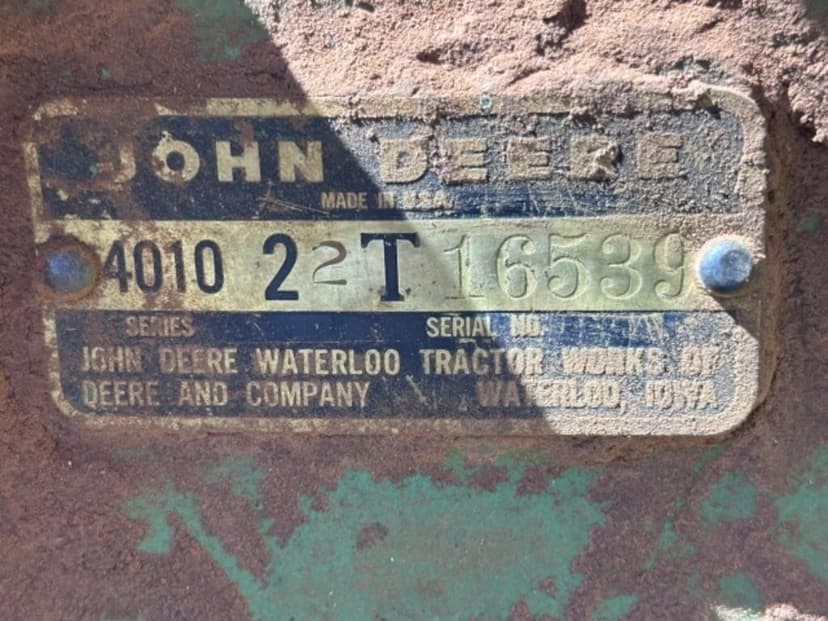 JOHN DEERE
MADE IN U.S.A.
4010 22T 16539
SERIES SERIAL NO.
JOHN DEERE WATERLOO TRACTOR WORKS OF
DEERE AND COMPANY WATERLOO, IOWA